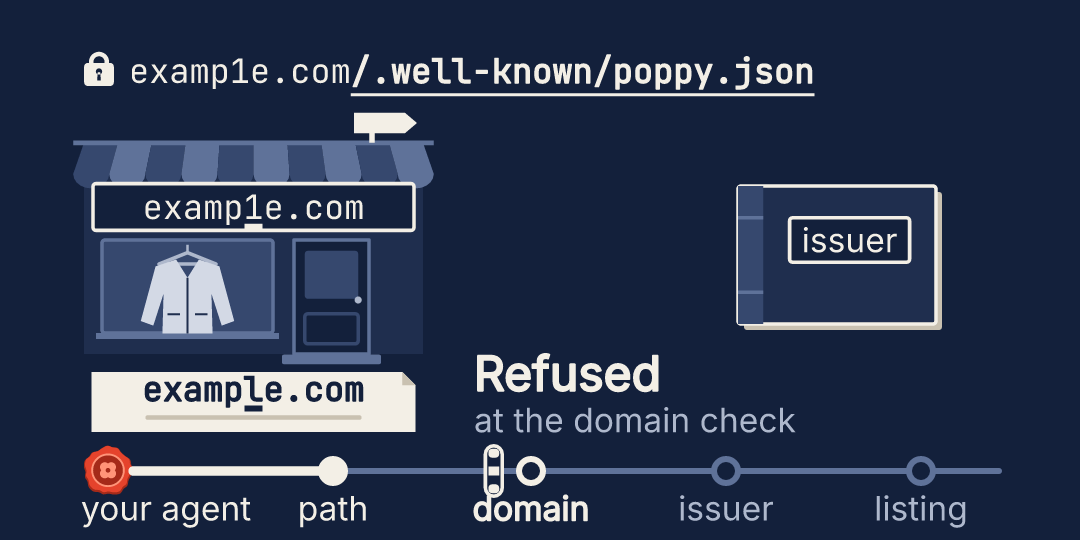 examp1e.com/.well-known/poppy.json
examp1e.com
issuer
example.com
Refused
at the domain check
your agent
path
domain
issuer
listing